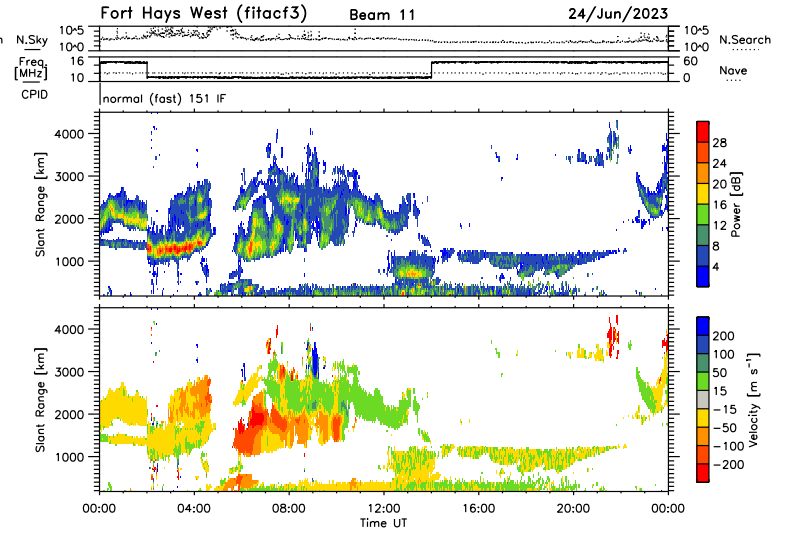 Fort Hays West (fitacf3) Beam 11 24/Jun/2023
N.Sky 10^5 10^5 N.Search
10^0 10^0
Freq. 16 60
[MHz] 10 0 Nave
CPID normal (fast) 151 IF
4000
3000
2000
1000
Slant Range [km]
28
24
20
16
12
8
4
Power [dB]
4000
3000
2000
1000
Slant Range [km]
200
100
50
15
-15
-50
-100
-200
Velocity [m s⁻¹]
00:00 04:00 08:00 12:00 16:00 20:00 00:00
Time UT